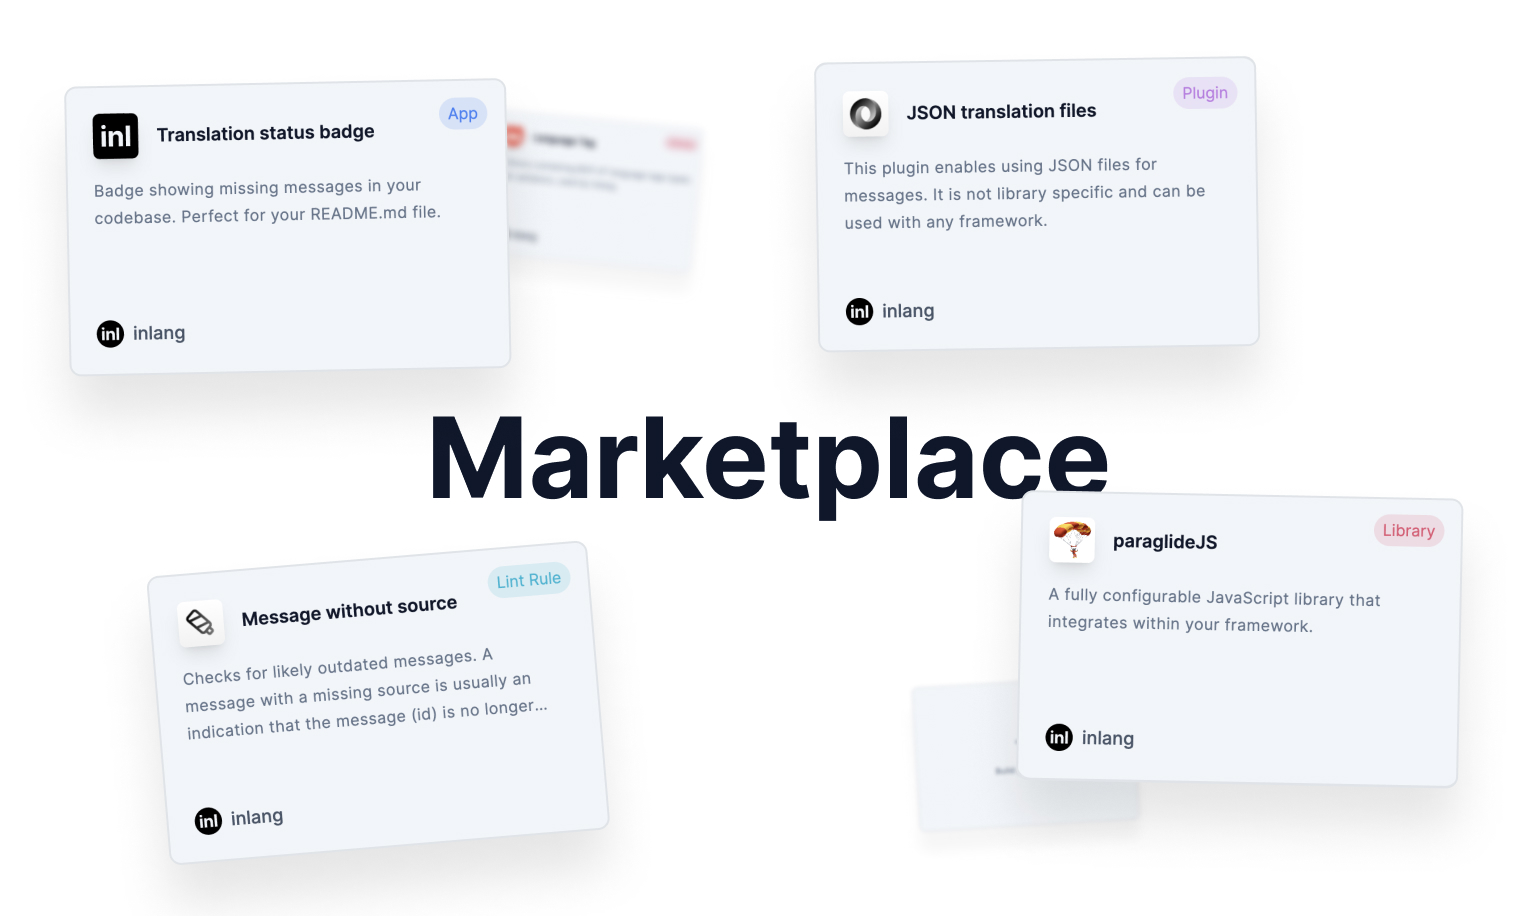 inl
Translation status badge
App
Badge showing missing messages in your
codebase. Perfect for your README.md file.
inl inlang
JSON translation files
Plugin
This plugin enables using JSON files for
messages. It is not library specific and can be
used with any framework.
inl inlang
Marketplace
Message without source
Lint Rule
Checks for likely outdated messages. A
message with a missing source is usually an
indication that the message (id) is no longer...
inl inlang
paraglideJS
Library
A fully configurable JavaScript library that
integrates within your framework.
inl inlang